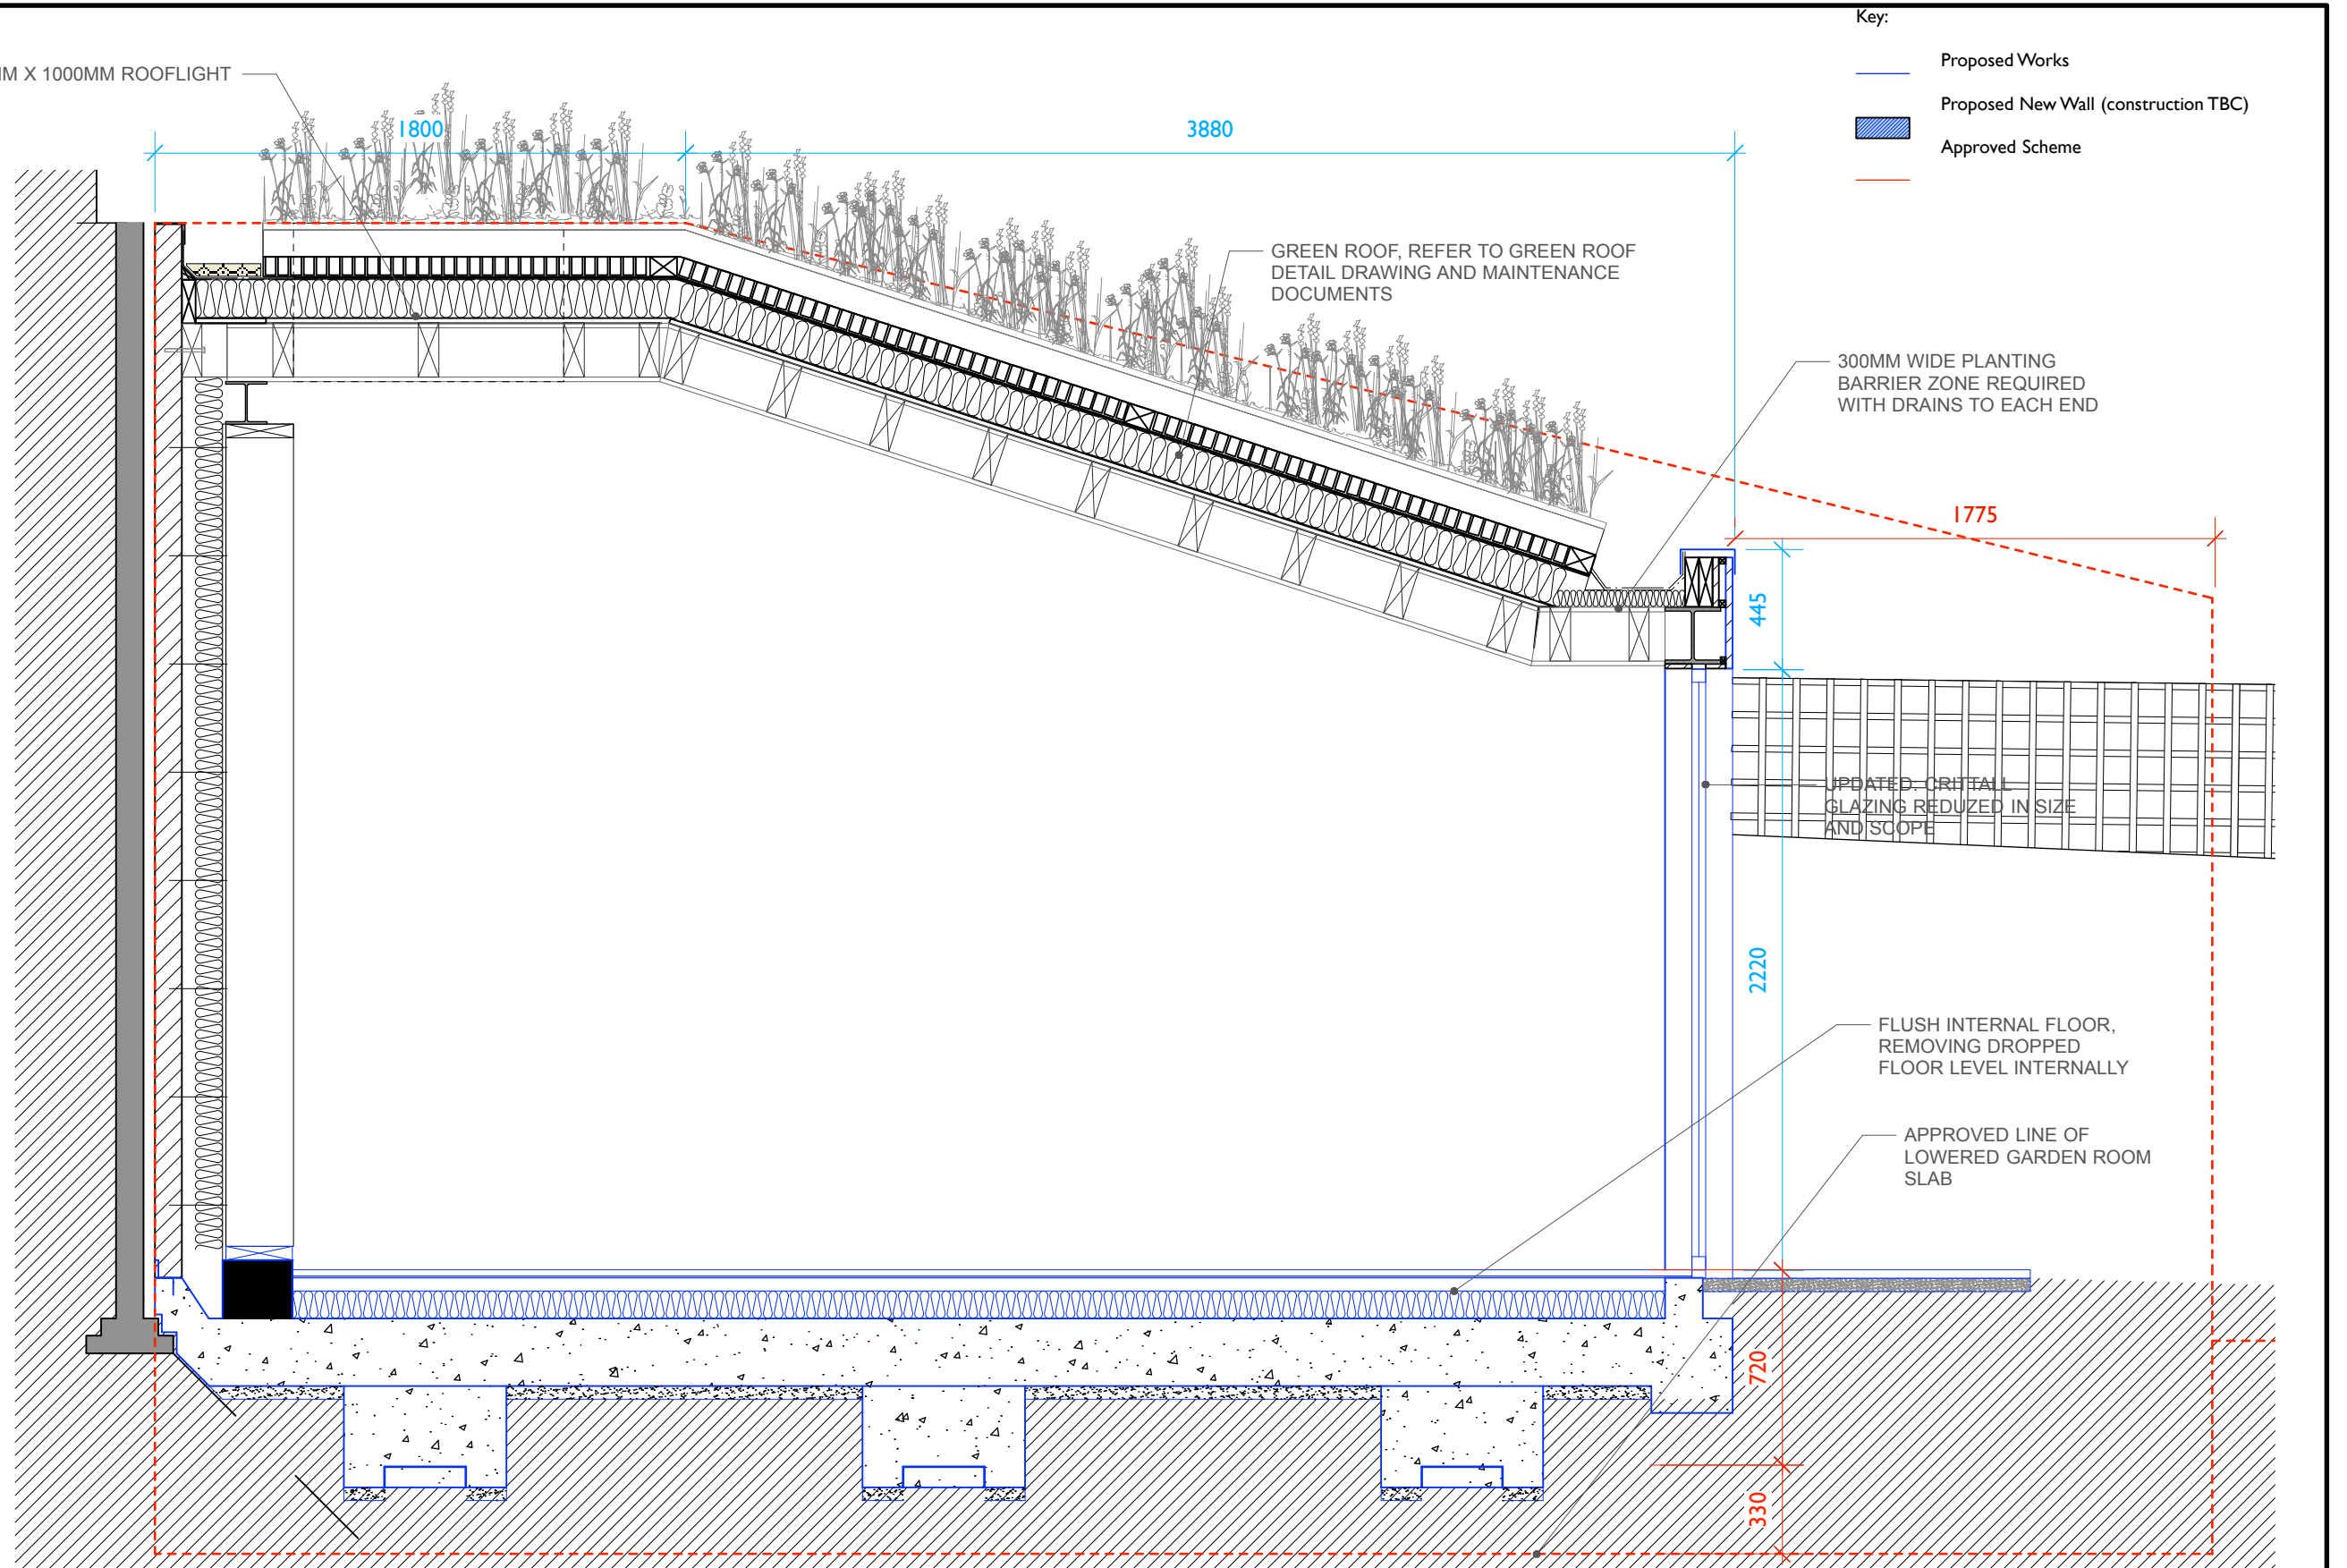 Key:
Proposed Works
Proposed New Wall (construction TBC)
Approved Scheme
X 1000MM ROOFLIGHT
1800
3880
GREEN ROOF, REFER TO GREEN ROOF
DETAIL DRAWING AND MAINTENANCE
DOCUMENTS
300MM WIDE PLANTING
BARRIER ZONE REQUIRED
WITH DRAINS TO EACH END
1775
445
UPDATED: CRITTALL
GLAZING REDUZED IN SIZE
AND SCOPE
2220
FLUSH INTERNAL FLOOR,
REMOVING DROPPED
FLOOR LEVEL INTERNALLY
APPROVED LINE OF
LOWERED GARDEN ROOM
SLAB
720
330